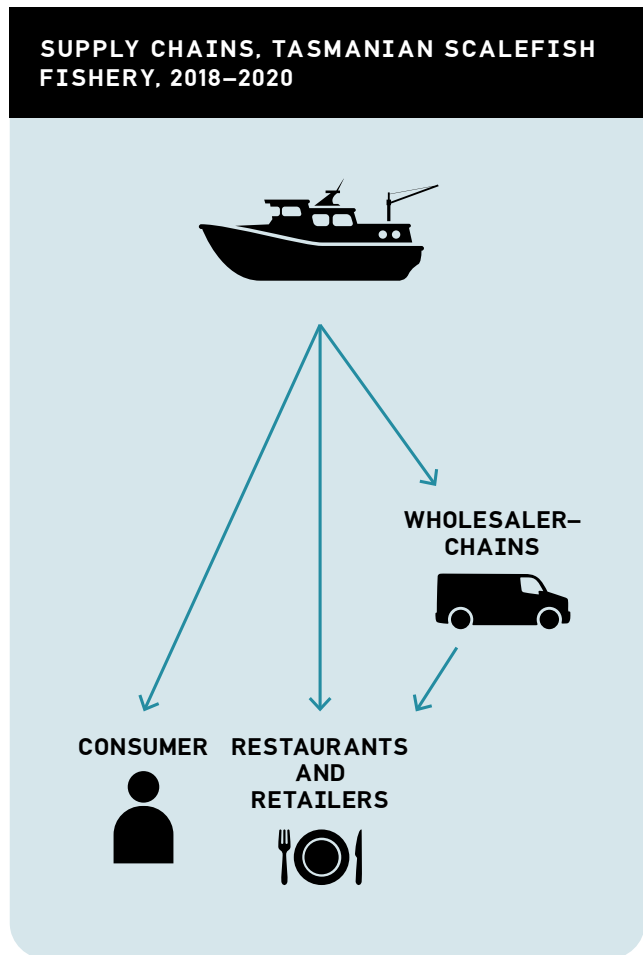 SUPPLY CHAINS, TASMANIAN SCALEFISH
FISHERY, 2018–2020
WHOLESALER–
CHAINS
CONSUMER
RESTAURANTS
AND
RETAILERS